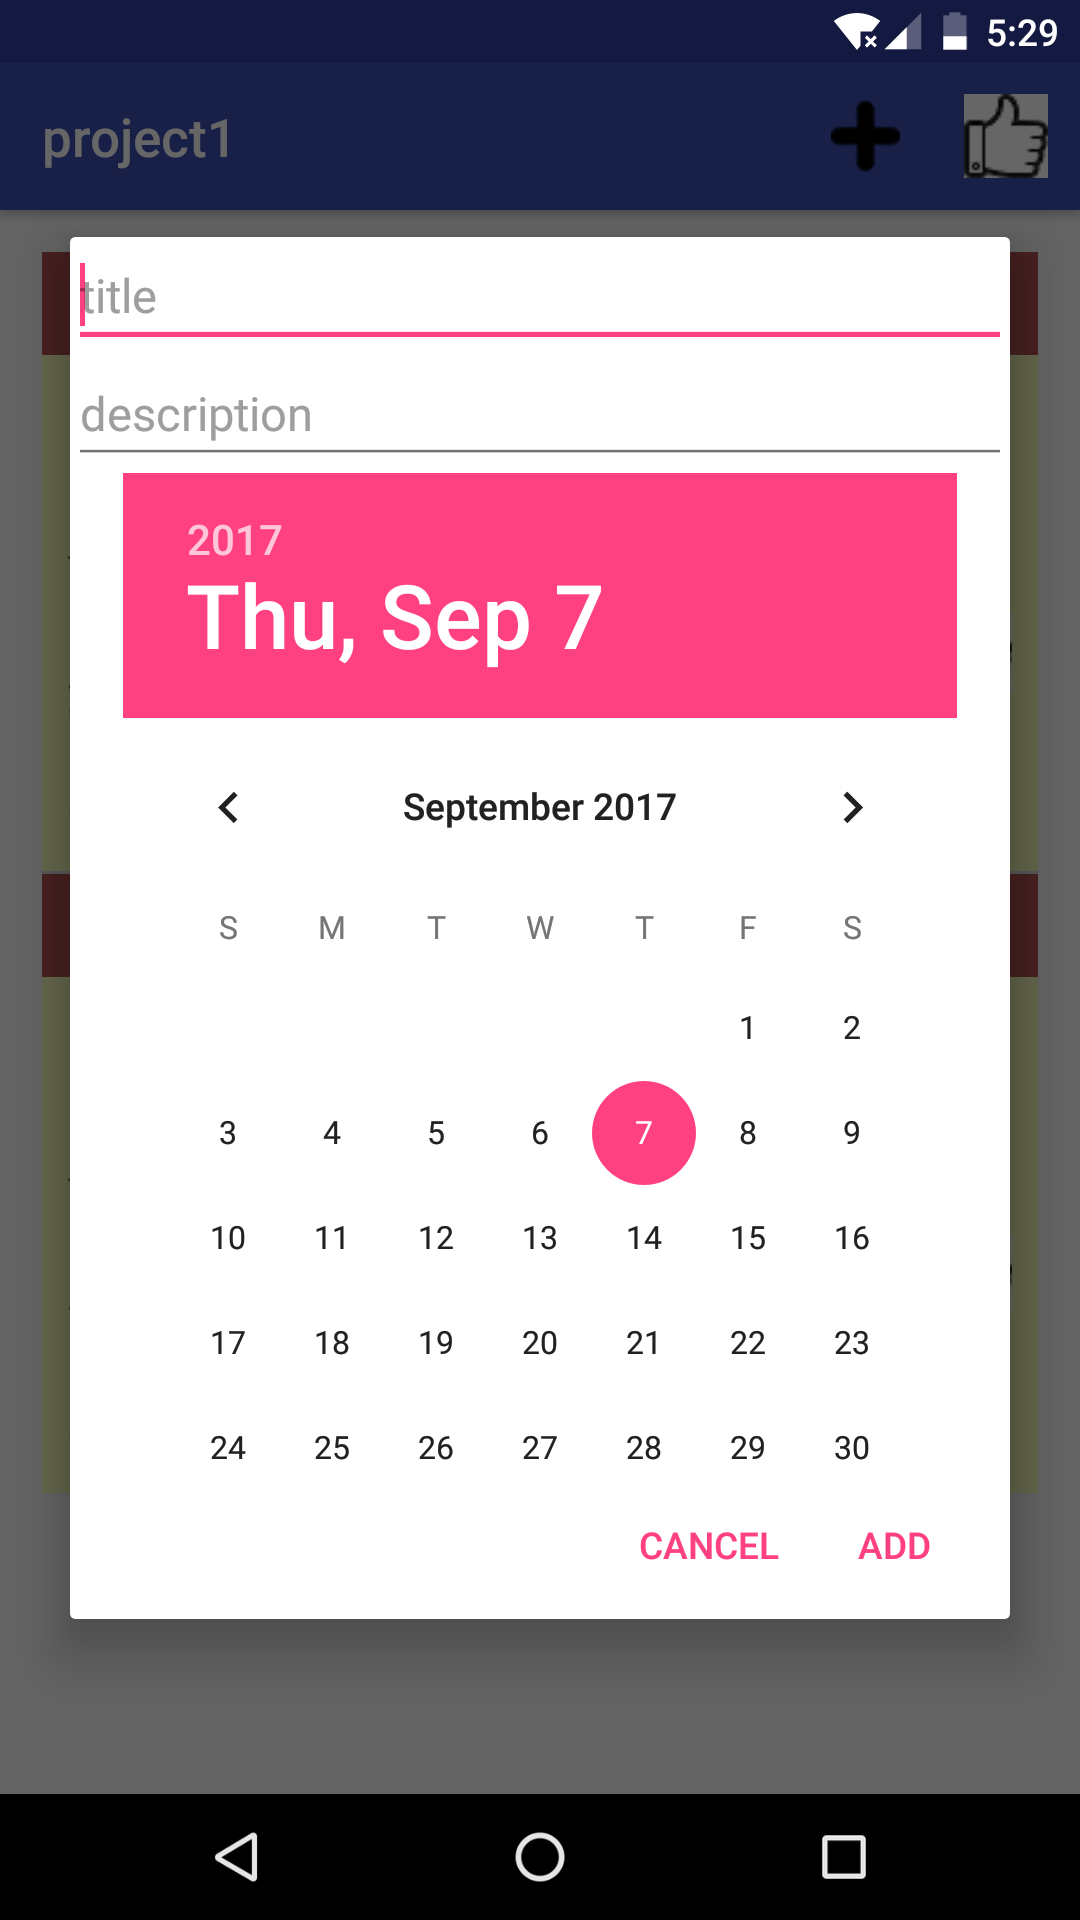 5:29
project1
title
description
2017
Thu, Sep 7
September 2017
S M T W T F S
1 2
3 4 5 6 7 8 9
10 11 12 13 14 15 16
17 18 19 20 21 22 23
24 25 26 27 28 29 30
CANCEL ADD